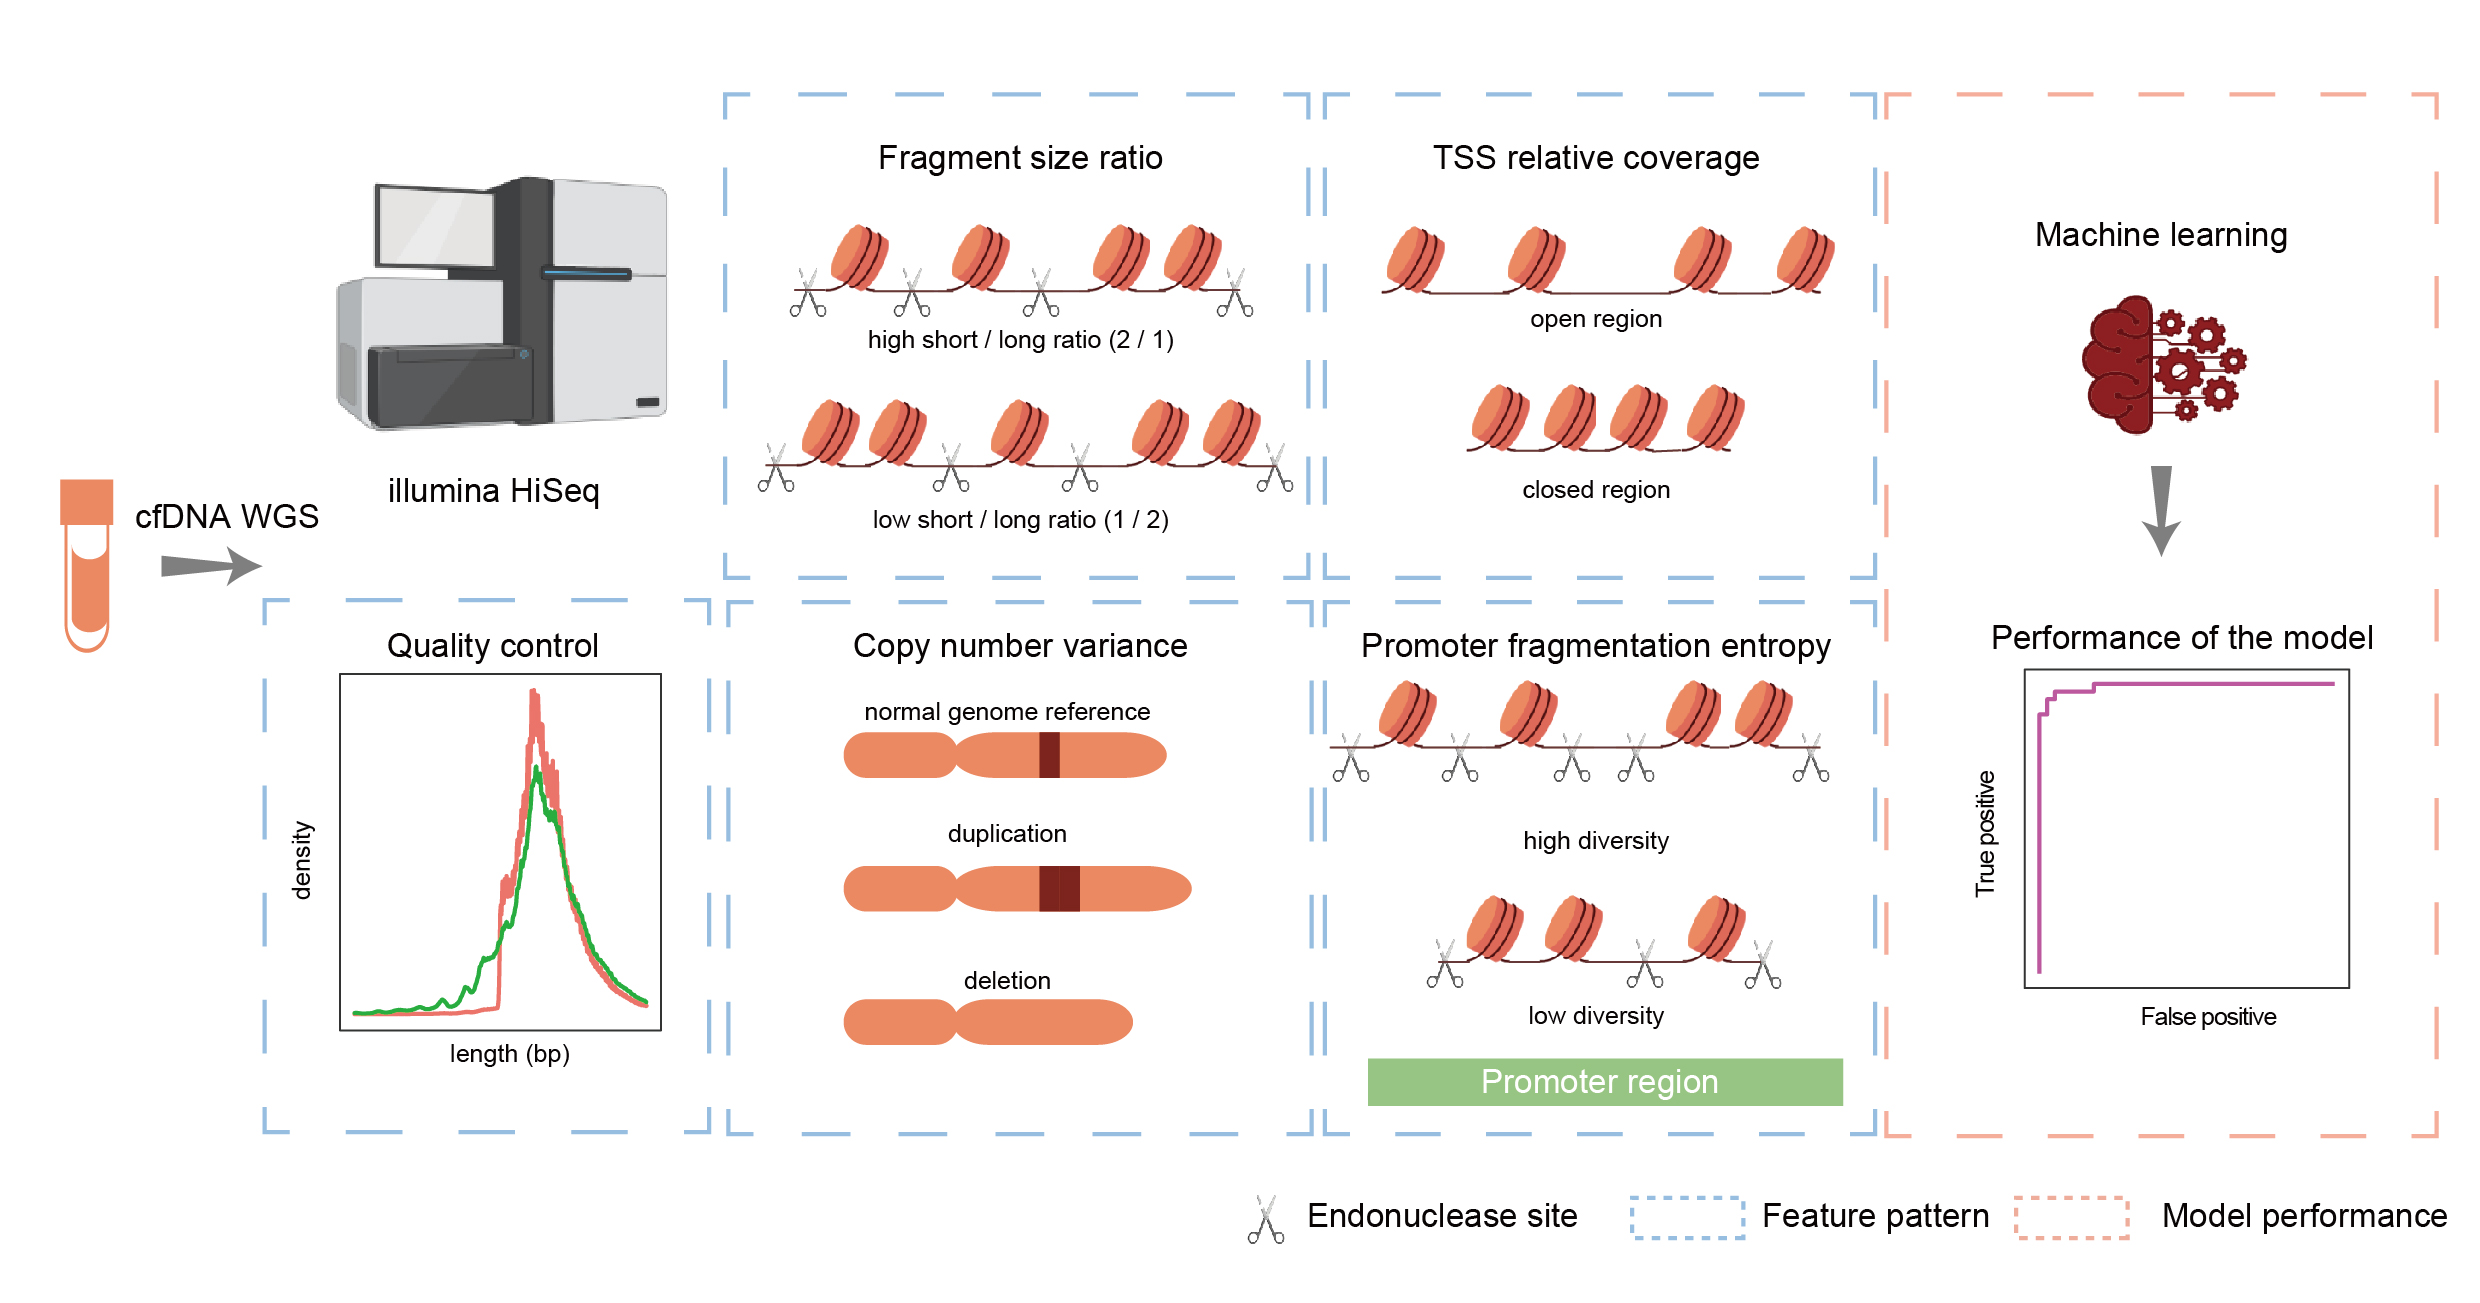 cfDNA WGS
illumina HiSeq
Quality control
density
length (bp)
Fragment size ratio
high short / long ratio (2 / 1)
low short / long ratio (1 / 2)
TSS relative coverage
open region
closed region
Copy number variance
normal genome reference
duplication
deletion
Promoter fragmentation entropy
high diversity
low diversity
Promoter region
Machine learning
Performance of the model
True positive
False positive
Endonuclease site
Feature pattern
Model performance